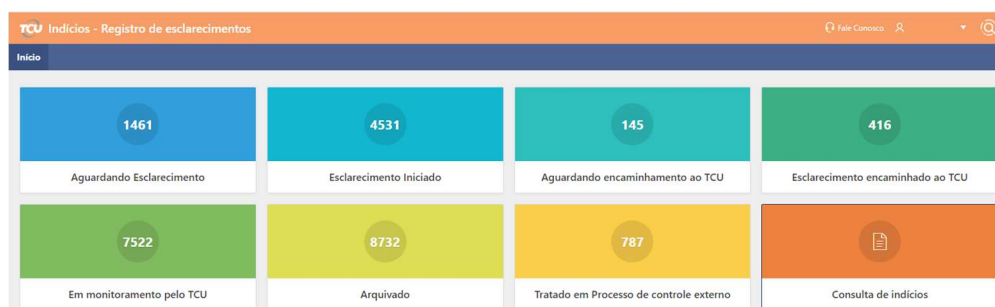 TCU Indícios - Registro de esclarecimentos
Fale Conosco
Início
1461
4531
145
416
Aguardando Esclarecimento
Esclarecimento Iniciado
Aguardando encaminhamento ao TCU
Esclarecimento encaminhado ao TCU
7522
8732
787
Em monitoramento pelo TCU
Arquivado
Tratado em Processo de controle externo
Consulta de indícios